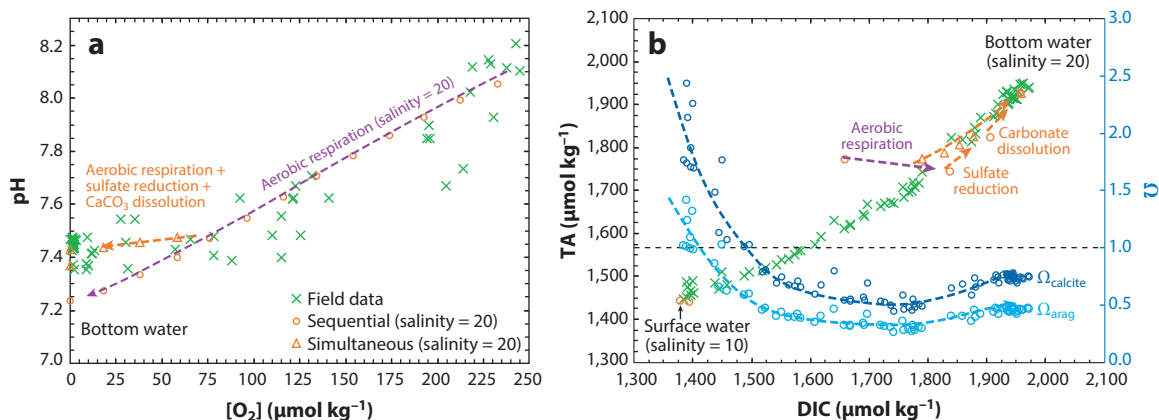 a
pH
8.2
8.0
7.8
7.6
7.4
7.2
7.0
Aerobic respiration (salinity = 20)
Aerobic respiration +
sulfate reduction +
CaCO₃ dissolution
Bottom water
Field data
Sequential (salinity = 20)
Simultaneous (salinity = 20)
0 25 50 75 100 125 150 175 200 225 250
[O₂] (μmol kg⁻¹)
b
TA (μmol kg⁻¹)
2,100
2,000
1,900
1,800
1,700
1,600
1,500
1,400
1,300
Bottom water
(salinity = 20)
Aerobic
respiration
Carbonate
dissolution
Sulfate
reduction
Ωcalcite
Ωarag
Surface water
(salinity = 10)
3.0
2.5
2.0
1.5
1.0
0.5
0.0
Ω
1,300 1,400 1,500 1,600 1,700 1,800 1,900 2,000 2,100
DIC (μmol kg⁻¹)